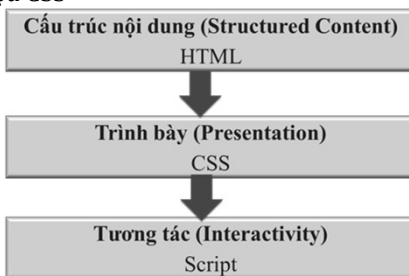 Cấu trúc nội dung (Structured Content)
HTML
Trình bày (Presentation)
CSS
Tương tác (Interactivity)
Script